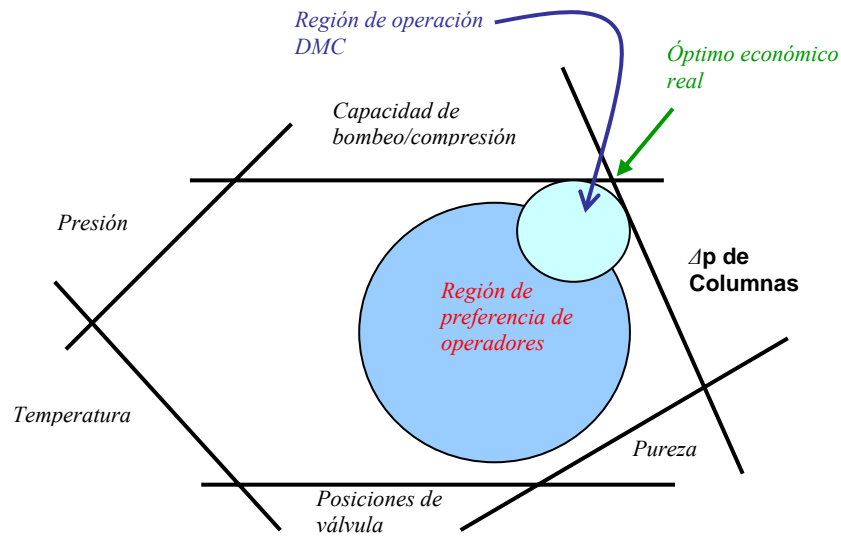 Región de operación
DMC
Óptimo económico
real
Capacidad de
bombeo/compresión
Presión
Δp de
Columnas
Región de
preferencia de
operadores
Temperatura
Pureza
Posiciones de
válvula